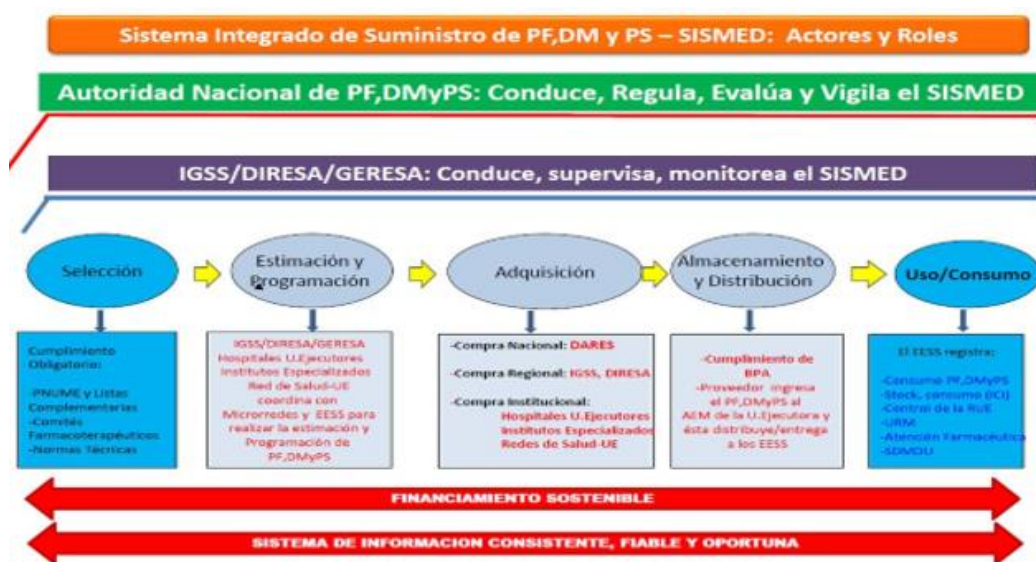 Sistema Integrado de Suministro de PF,DM y PS – SISMED: Actores y Roles
Autoridad Nacional de PF,DMyPS: Conduce, Regula, Evalúa y Vigila el SISMED
IGSS/DIRESA/GERESA: Conduce, supervisa, monitorea el SISMED
Selección
Estimación y
Programación
Adquisición
Almacenamiento
y Distribución
Uso/Consumo
Cumplimiento
Obligatorio:
-PNUME y Listas
Complementarias
-Comités
Farmacoterapéuticos
-Normas Técnicas
IGSS/DIRESA/GERESA
Hospitales U.Ejecutores
Institutos Especializados
Red de Salud-UE
coordina con
Microrredes y EESS para
realizar la estimación y
Programación de
PF,DMyPS
-Compra Nacional: DARES
-Compra Regional: IGSS, DIRESA
-Compra Institucional:
Hospitales U.Ejecutores
Institutos Especializados
Redes de Salud-UE
-Cumplimiento de
BPA
-Proveedor ingresa
el PF,DMyPS al
AEM de la U.Ejecutora y
ésta distribuye/entrega
a los EESS
El EESS registra:
-Consumo PF,DMyPS
-Stock, consumo (ICI)
-Central de la RUE
-URM
-Atención Farmacéutica
-SDMDU
FINANCIAMIENTO SOSTENIBLE
SISTEMA DE INFORMACION CONSISTENTE, FIABLE Y OPORTUNA